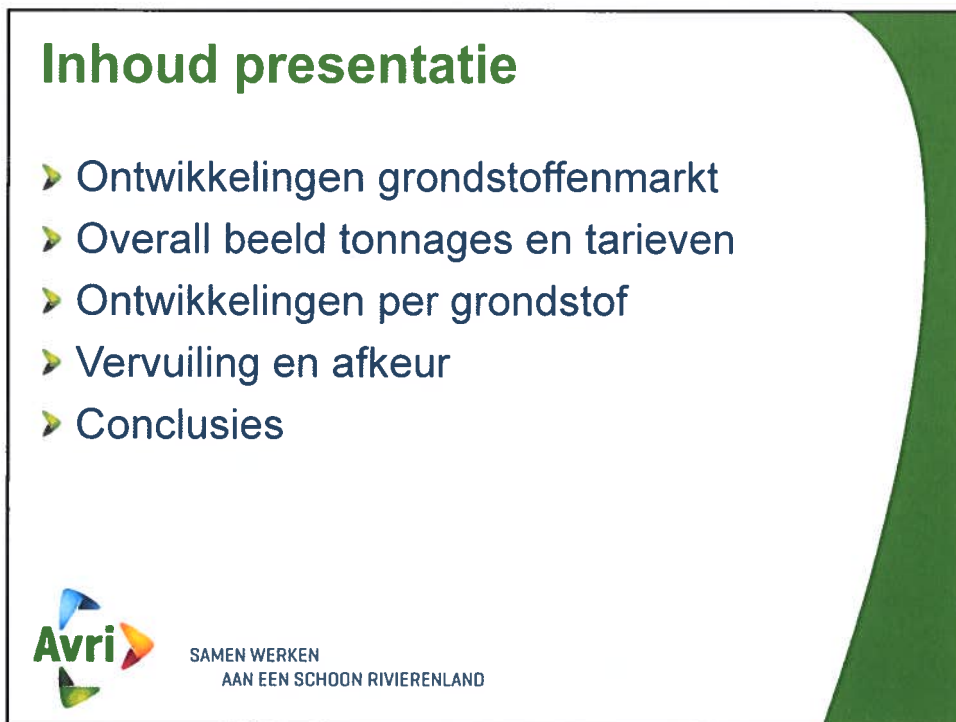 Inhoud presentatie
Ontwikkelingen grondstoffenmarkt
Overall beeld tonnages en tarieven
Ontwikkelingen per grondstof
Vervuiling en afkeur
Conclusies
Avri
SAMEN WERKEN
AAN EEN SCHOON RIVIERENLAND